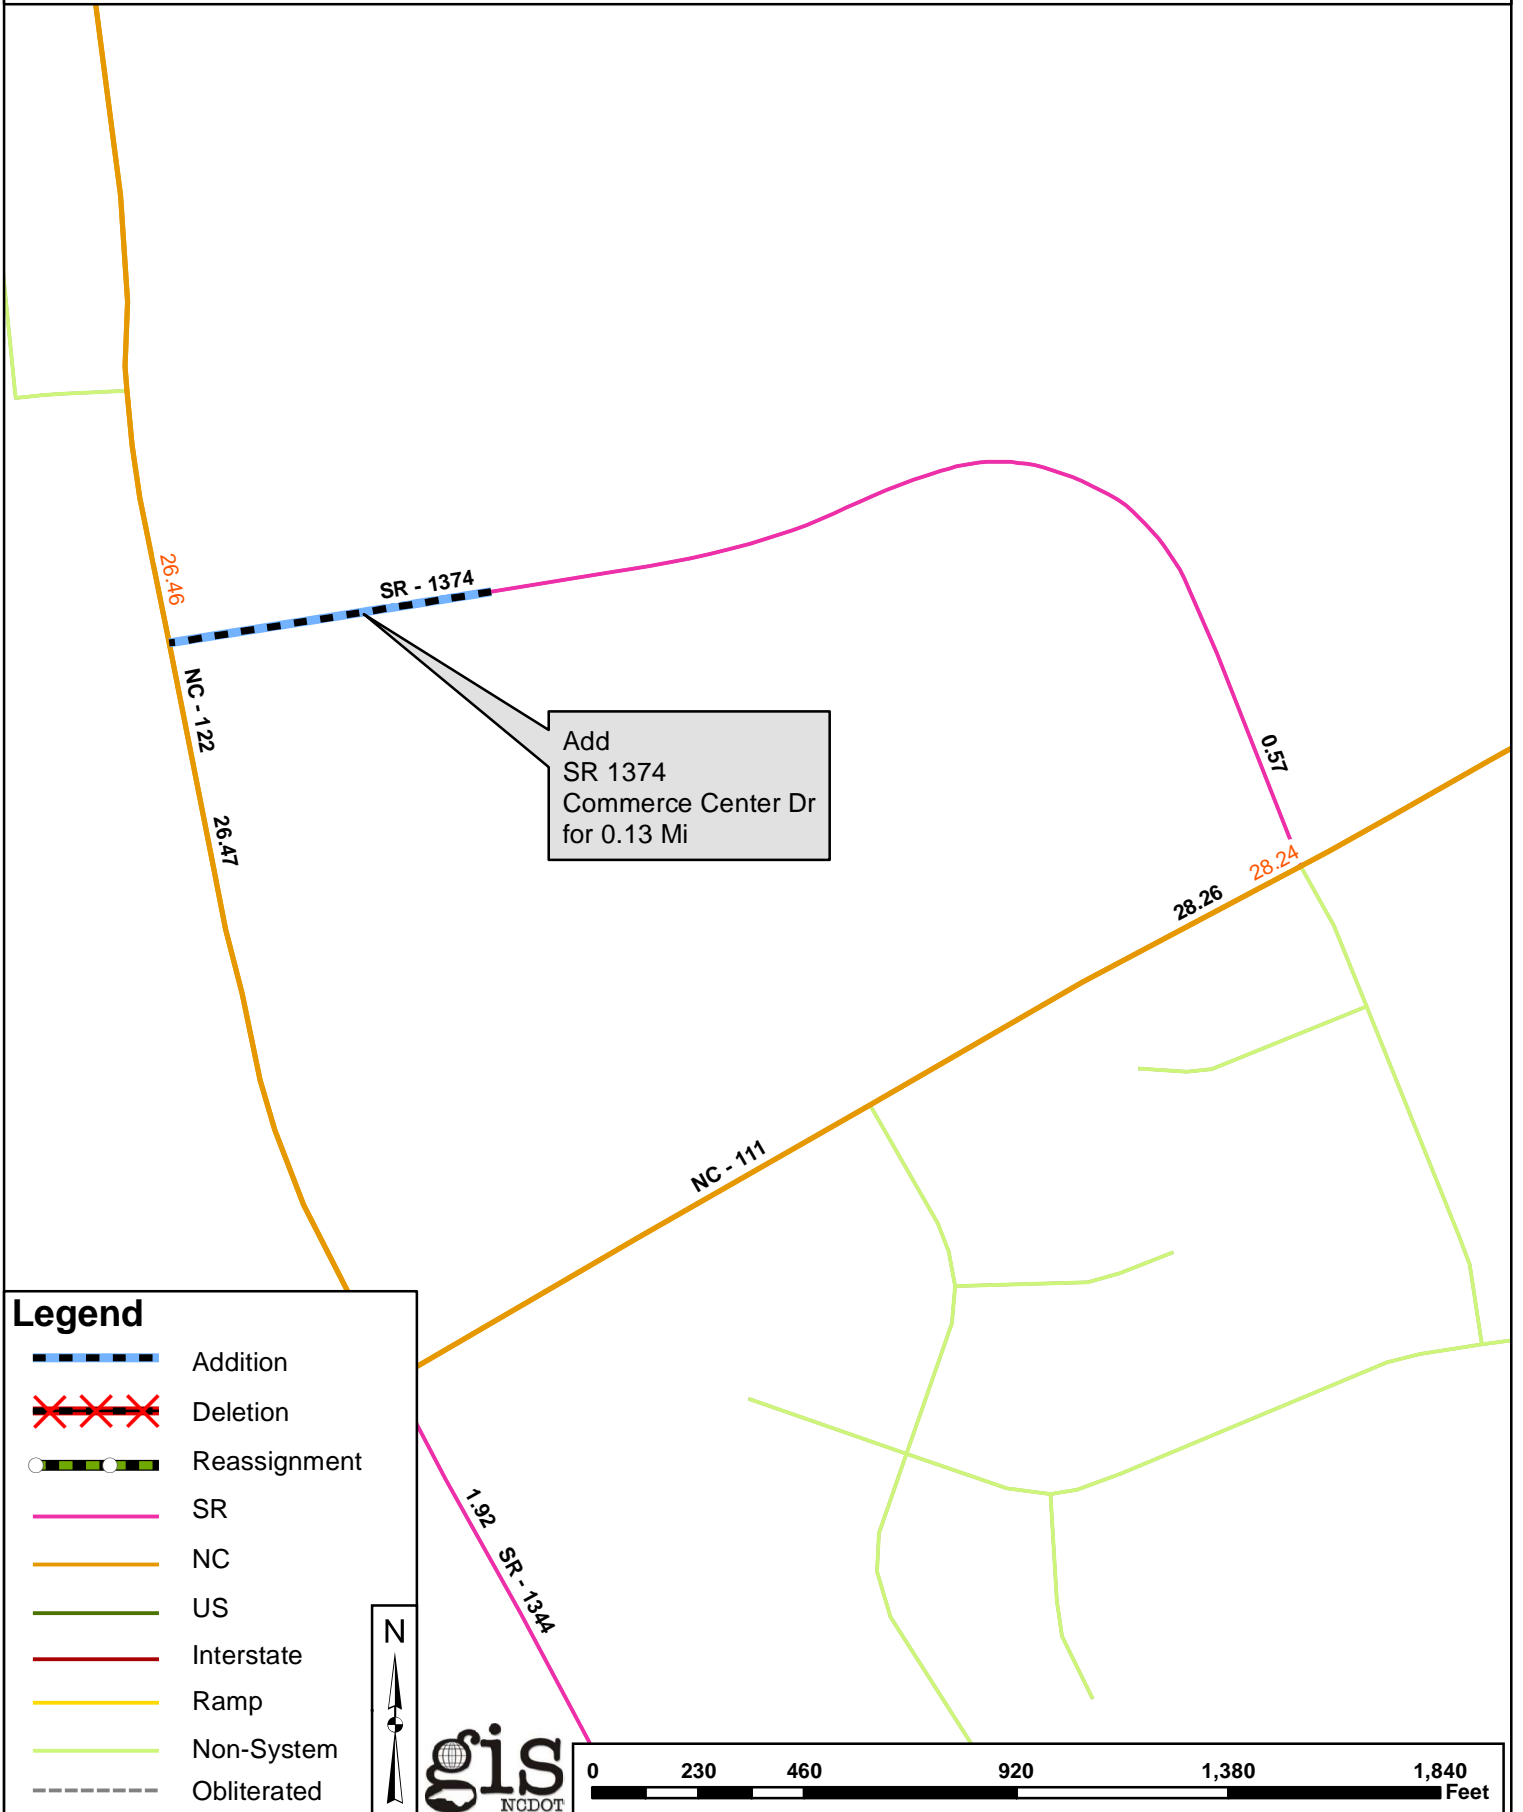 26.46
SR - 1374
NC - 122
26.47
Add
SR 1374
Commerce Center Dr
for 0.13 Mi
0.57
28.24
28.26
NC - 111
1.92
SR - 1344
Legend
Addition
Deletion
Reassignment
SR
NC
US
Interstate
Ramp
Non-System
Obliterated
N
gis
NCDOT
0 230 460 920 1,380 1,840
Feet